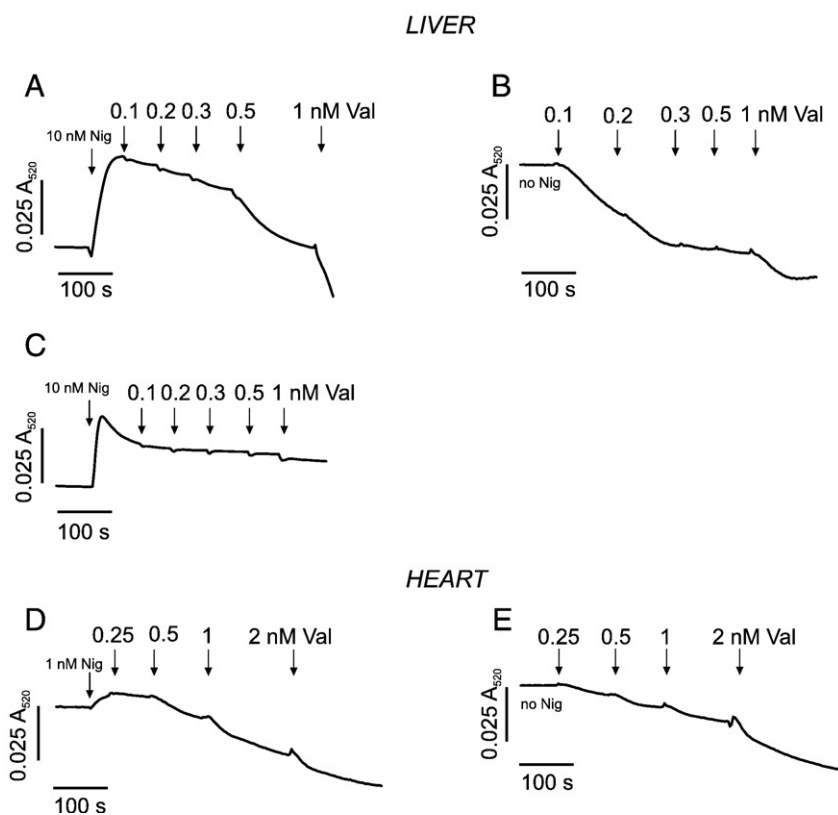 LIVER
A
0.1 0.2 0.3 0.5 1 nM Val
10 nM Nig
0.025 A520
100 s
B
0.1 0.2 0.3 0.5 1 nM Val
no Nig
0.025 A520
100 s
C
10 nM Nig
0.1 0.2 0.3 0.5 1 nM Val
0.025 A520
100 s
HEART
D
0.25 0.5 1 2 nM Val
1 nM Nig
0.025 A520
100 s
E
0.25 0.5 1 2 nM Val
no Nig
0.025 A520
100 s